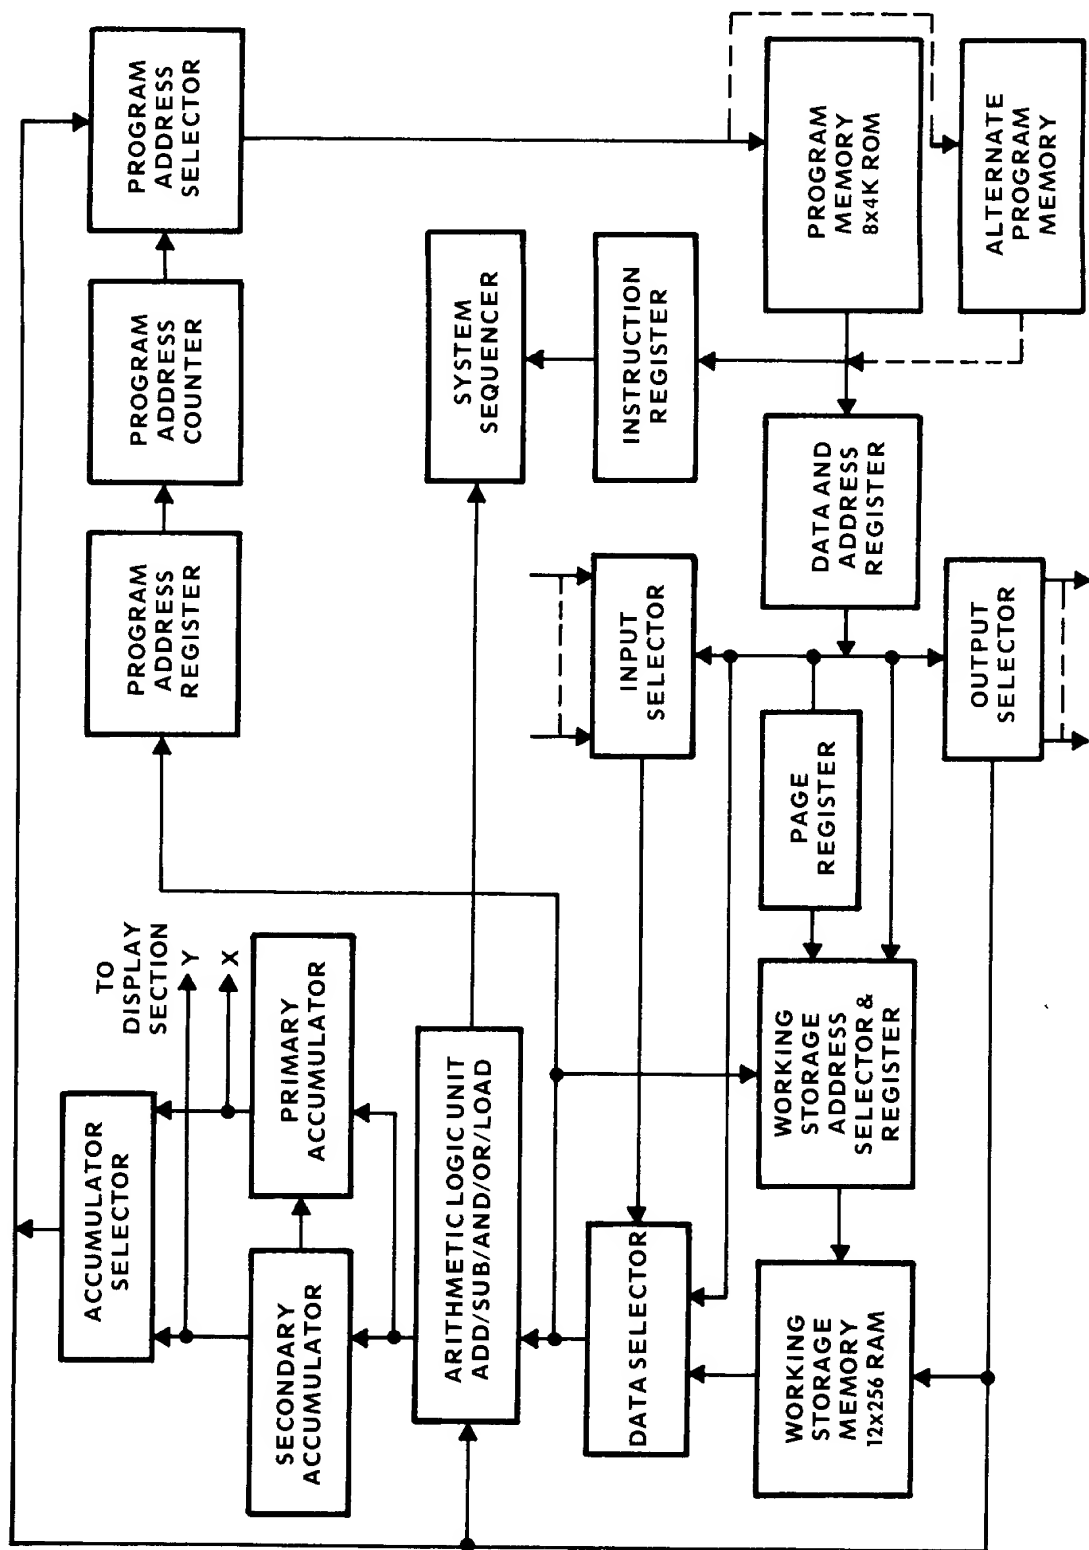 ACCUMULATOR
SELECTOR
TO
DISPLAY
SECTION
Y
X
SECONDARY
ACCUMULATOR
PRIMARY
ACCUMULATOR
PROGRAM
ADDRESS
REGISTER
PROGRAM
ADDRESS
COUNTER
PROGRAM
ADDRESS
SELECTOR
ARITHMETIC LOGIC UNIT
ADD/SUB/AND/OR/LOAD
SYSTEM
SEQUENCER
DATA SELECTOR
INPUT
SELECTOR
INSTRUCTION
REGISTER
WORKING
STORAGE
MEMORY
12x256 RAM
WORKING
STORAGE
ADDRESS
SELECTOR &
REGISTER
PAGE
REGISTER
DATA AND
ADDRESS
REGISTER
PROGRAM
MEMORY
8x4K ROM
OUTPUT
SELECTOR
ALTERNATE
PROGRAM
MEMORY